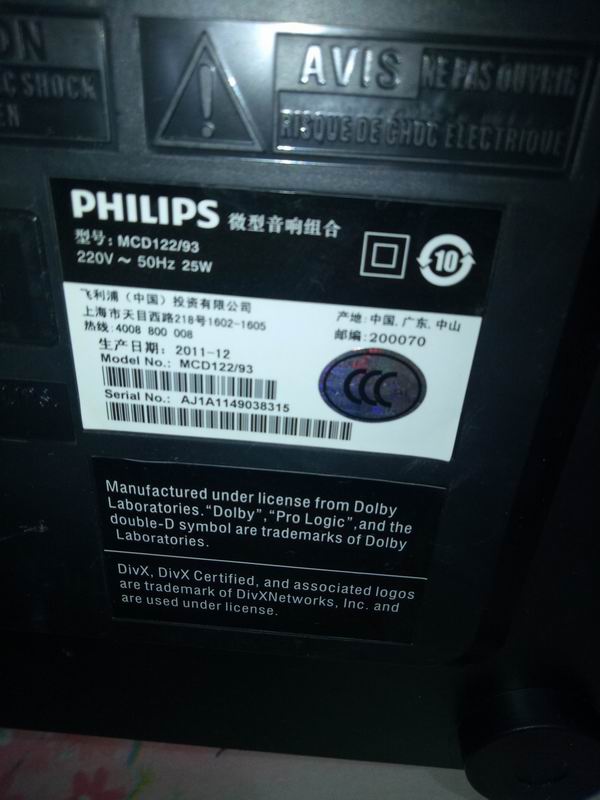 ON
C SHOCK
EN
AVIS NE PAS OUVRIR
RISQUE DE CHOC ELECTRIQUE
PHILIPS 微型音响组合
型号: MCD122/93
220V ~ 50Hz 25W
10
飞利浦（中国）投资有限公司
上海市天目西路218号1602-1605
热线: 4008 800 008
产地: 中国. 广东. 中山
邮编: 200070
生产日期: 2011-12
Model No.: MCD122/93
CCC
Serial No.: AJ1A1149038315
Manufactured under license from Dolby
Laboratories.“Dolby”,“Pro Logic”,and the
double-D symbol are trademarks of Dolby
Laboratories.
DivX, DivX Certified, and associated logos
are trademark of DivXNetworks, Inc. and
are used under license.